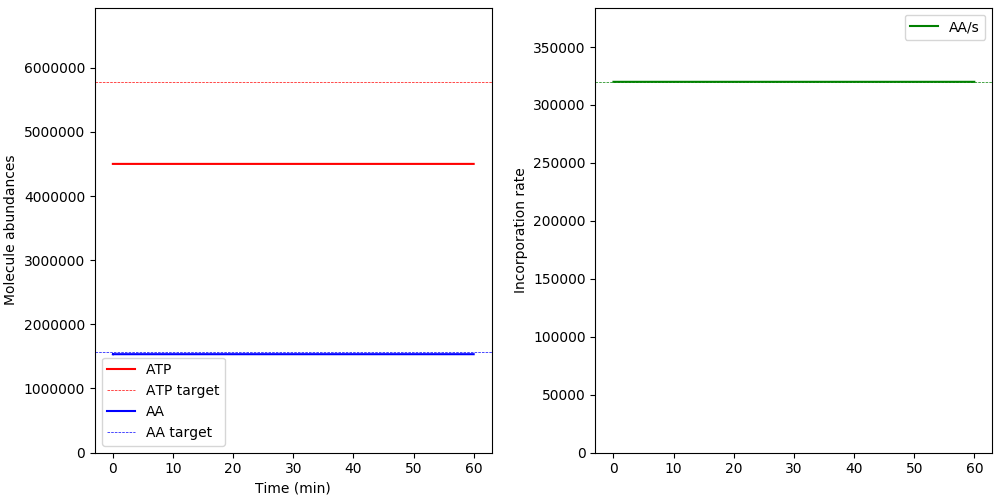 Molecule abundances
6000000
5000000
4000000
3000000
2000000
1000000
0
ATP
ATP target
AA
AA target
0 10 20 30 40 50 60
Time (min)
Incorporation rate
350000
300000
250000
200000
150000
100000
50000
0
AA/s
0 10 20 30 40 50 60